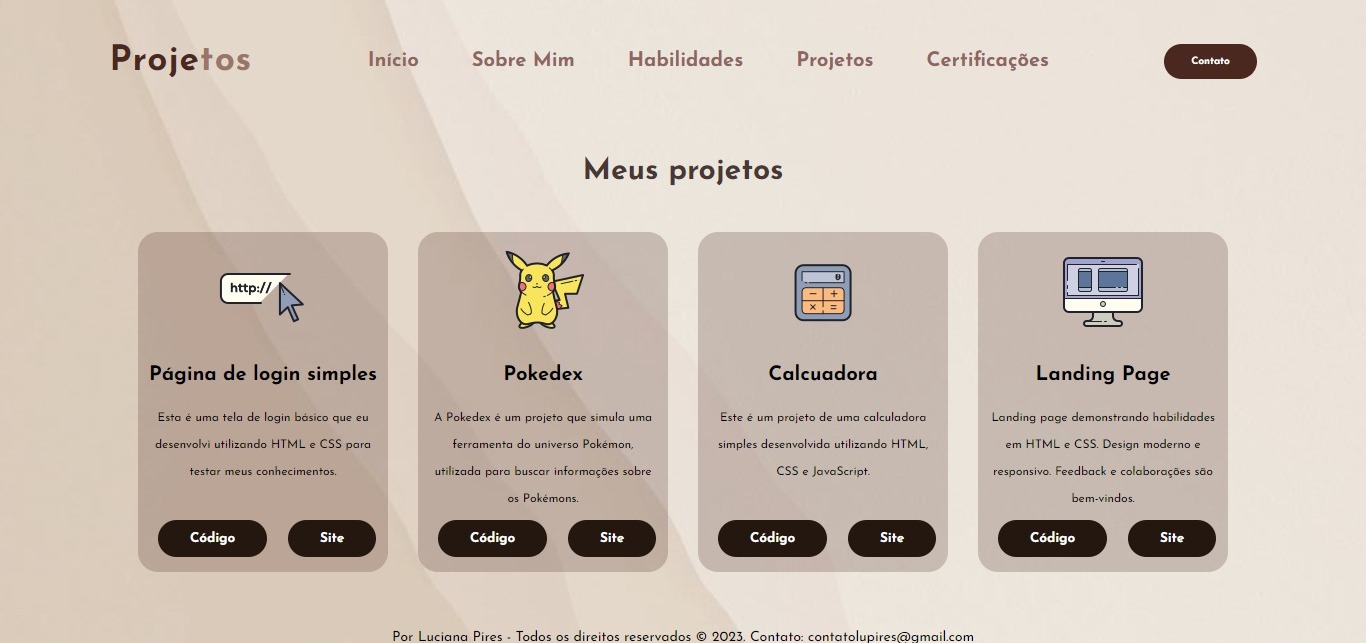 Projetos
Início
Sobre Mim
Habilidades
Projetos
Certificações
Contato
Meus projetos
http://
Página de login simples
Esta é uma tela de login básico que eu
desenvolvi utilizando HTML e CSS para
testar meus conhecimentos.
Código
Site
Pokedex
A Pokedex é um projeto que simula uma
ferramenta do universo Pokémon,
utilizada para buscar informações sobre
os Pokémons.
Código
Site
0
− +
× =
Calcuadora
Este é um projeto de uma calculadora
simples desenvolvida utilizando HTML,
CSS e JavaScript.
Código
Site
Landing Page
Landing page demonstrando habilidades
em HTML e CSS. Design moderno e
responsivo. Feedback e colaborações são
bem-vindos.
Código
Site
Por Luciana Pires - Todos os direitos reservados © 2023. Contato: contatolupires@gmail.com